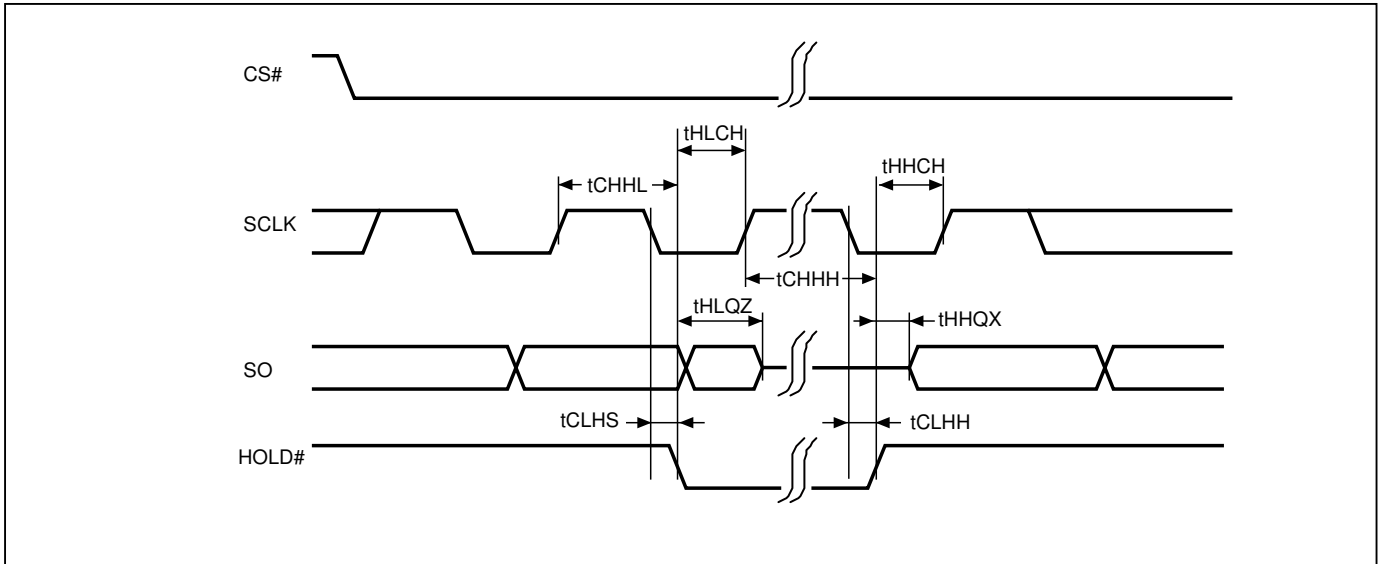 CS#
tHLCH
tHHCH
tCHHL
SCLK
tCHHH
tHLQZ
tHHQX
SO
tCLHS
tCLHH
HOLD#